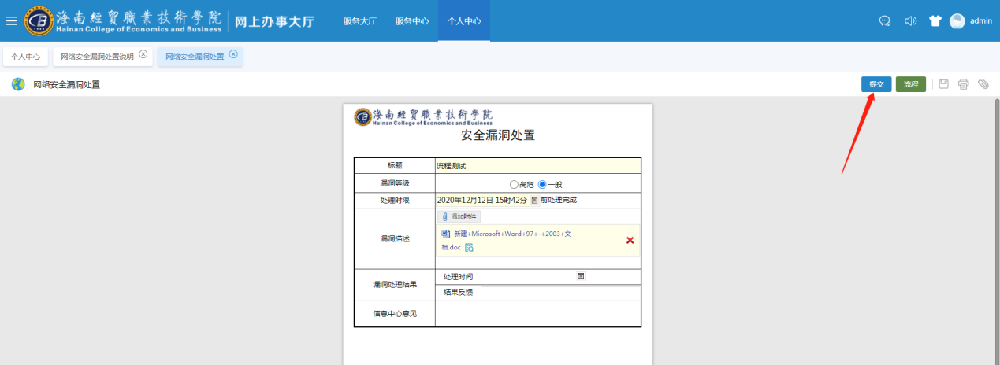 海南經貿職業技術學院
Hainan College of Economics and Business
网上办事大厅
服务大厅 服务中心 个人中心
admin
个人中心 网络安全漏洞处置说明 网络安全漏洞处置
网络安全漏洞处置
提交 流程
海南經貿職業技術學院
Hainan College of Economics and Business
安全漏洞处置
标题 流程测试
漏洞等级 高危 一般
处理时限 2020年12月12日 15时42分 前处理完成
添加附件
漏洞描述 新建+Microsoft+Word+97+-+2003+文
档.doc
漏洞处理结果 处理时间
结果反馈
信息中心意见